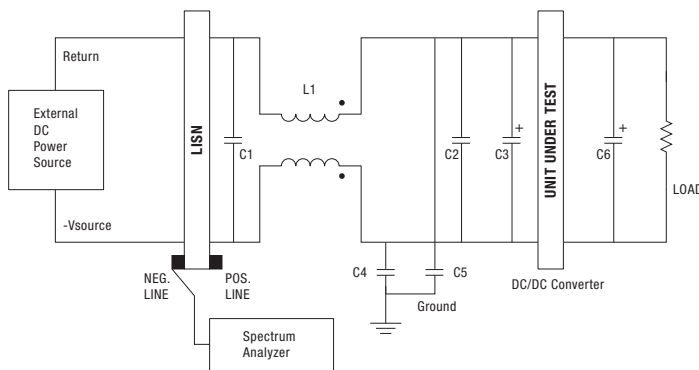 Return
L1
External
DC
Power
Source
LISN
C1
C2
C3
+
UNIT UNDER TEST
C6
+
LOAD
-Vsource
NEG.
LINE
POS.
LINE
C4
C5
DC/DC Converter
Ground
Spectrum
Analyzer